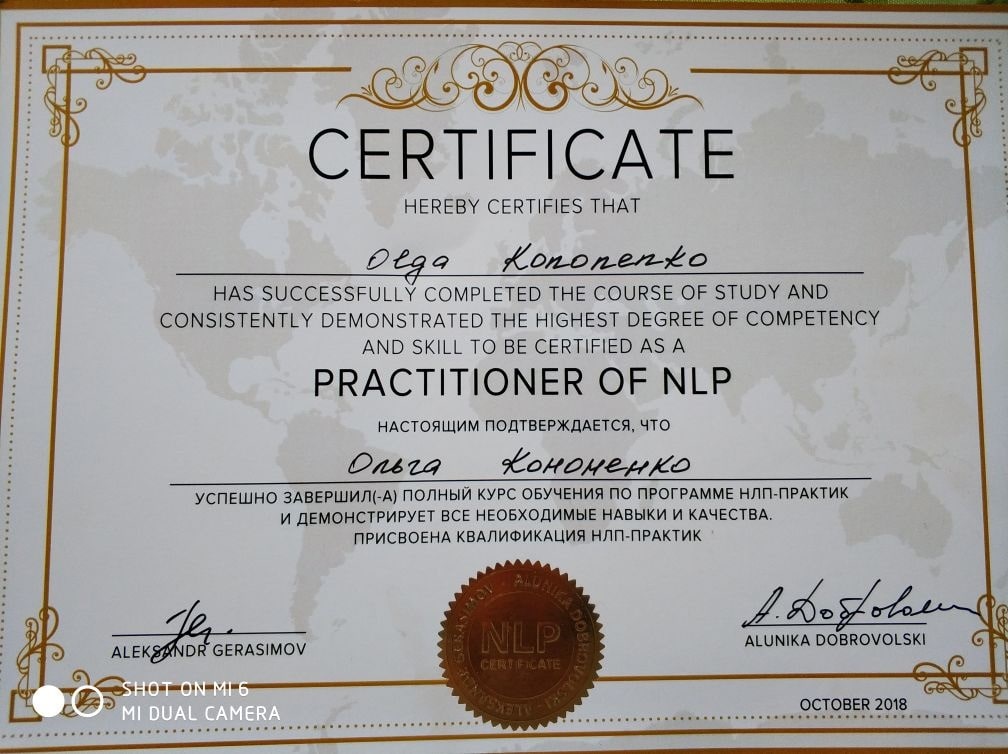 CERTIFICATE
HEREBY CERTIFIES THAT
Olga Kononenko
HAS SUCCESSFULLY COMPLETED THE COURSE OF STUDY AND
CONSISTENTLY DEMONSTRATED THE HIGHEST DEGREE OF COMPETENCY
AND SKILL TO BE CERTIFIED AS A
PRACTITIONER OF NLP
НАСТОЯЩИМ ПОДТВЕРЖДАЕТСЯ, ЧТО
Ольга Кононенко
УСПЕШНО ЗАВЕРШИЛ(-А) ПОЛНЫЙ КУРС ОБУЧЕНИЯ ПО ПРОГРАММЕ НЛП-ПРАКТИК
И ДЕМОНСТРИРУЕТ ВСЕ НЕОБХОДИМЫЕ НАВЫКИ И КАЧЕСТВА.
ПРИСВОЕНА КВАЛИФИКАЦИЯ НЛП-ПРАКТИК
ALEKSANDR GERASIMOV
ALEKSANDR GERASIMOV - ALUNIKA DOBROVOLSKI -
NLP
CERTIFICATE
A. Dobrovolski
ALUNIKA DOBROVOLSKI
OCTOBER 2018
SHOT ON MI 6
MI DUAL CAMERA